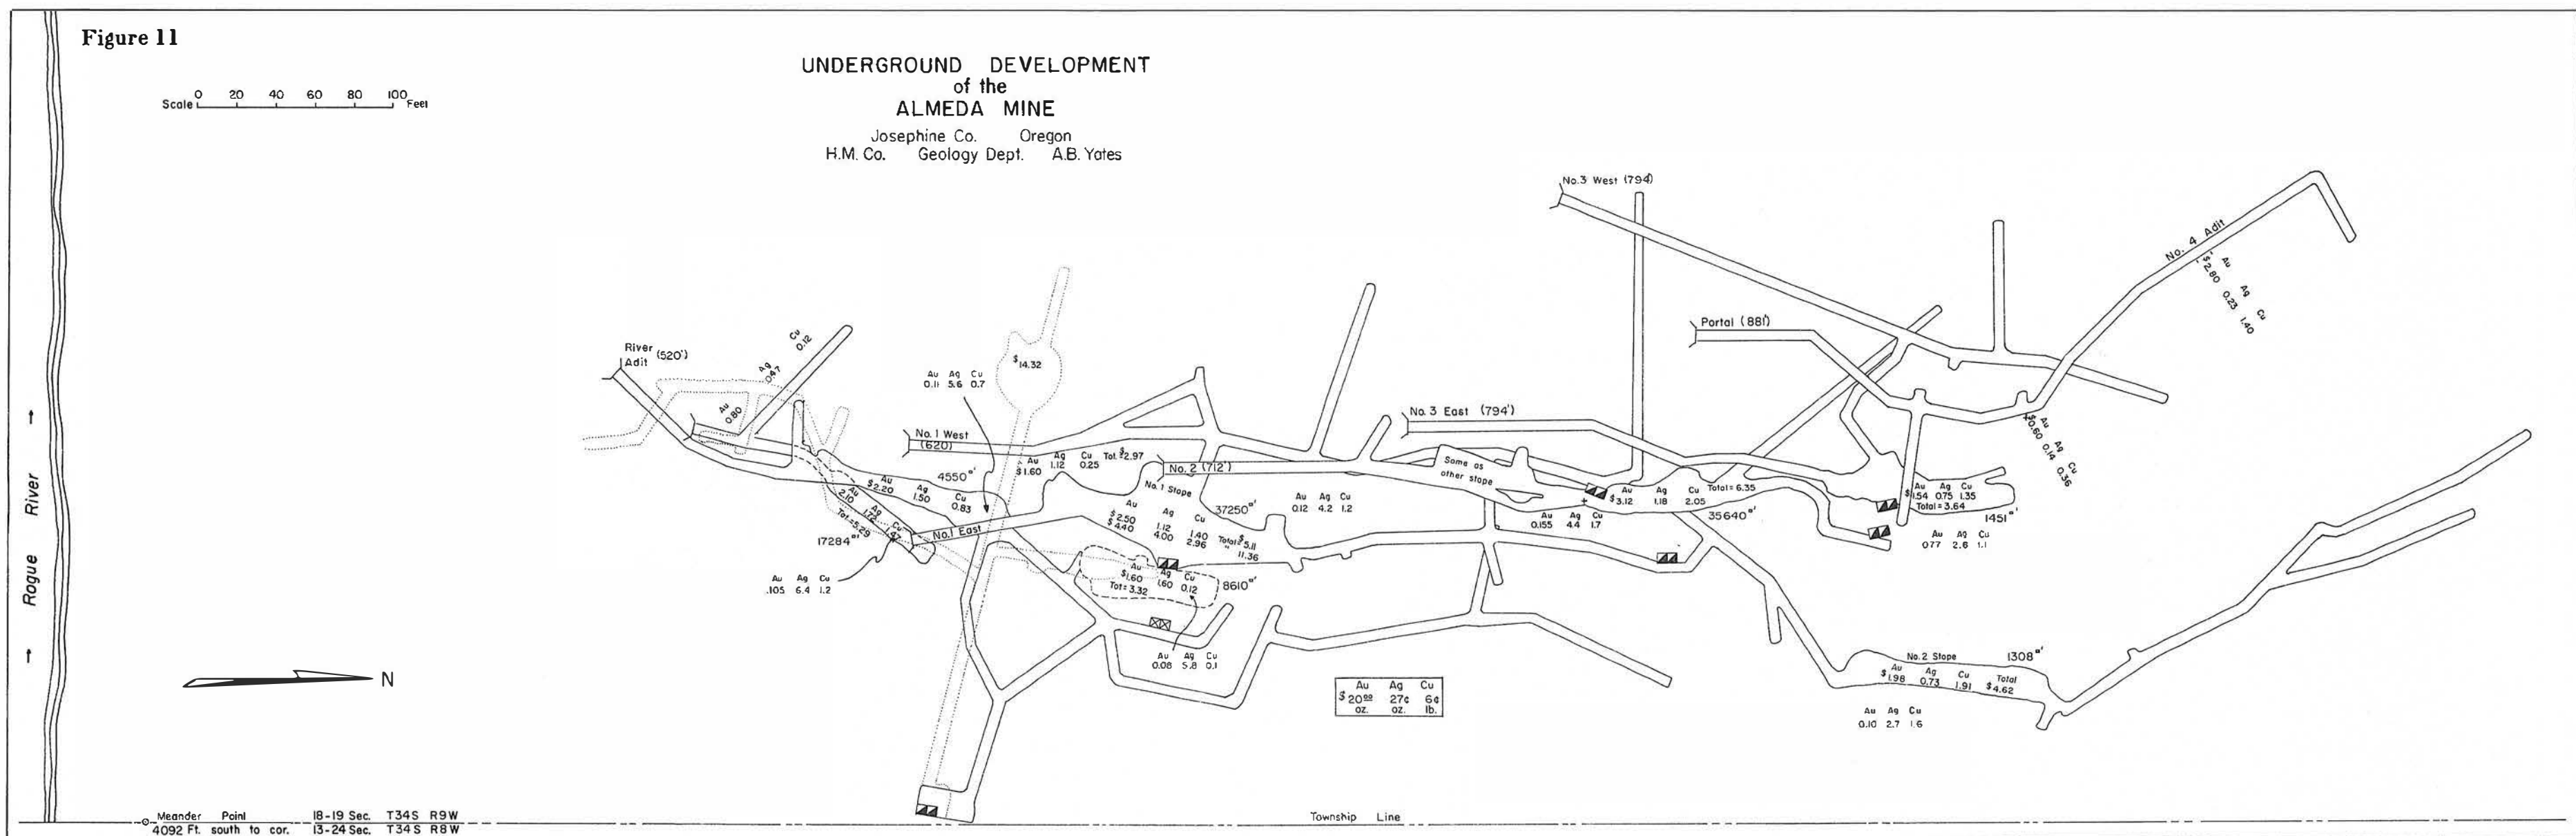 Figure 11
UNDERGROUND DEVELOPMENT
of the
ALMEDA MINE
Josephine Co. Oregon
H.M. Co. Geology Dept. A.B. Yates
0 20 40 60 80 100
Scale Feet
No.3 West (794')
No. 4 Adit
Au Ag Cu
$2.80 0.23 1.40
Portal (881')
River (520')
Adit
Au Ag Cu
0.80 0.47 0.12
$14.32
Au Ag Cu
0.11 5.6 0.7
No. 3 East (794')
Au Ag Cu
$0.60 0.14 0.36
No.1 West
(620)
Au Ag Cu Tot. $2.97
$1.60 1.12 0.25
No. 2 (712')
Some as
other stope
4550 □'
Au Ag Cu
$2.20 1.50 0.83
Au Ag Cu
2.10 1.72 1.47
Tot.=5.29
17284 □'
No.1 Stope
37250 □'
Au Ag Cu
$2.50 1.12 1.40 Total=$5.11
$4.40 4.00 2.96 " 11.36
Au Ag Cu
0.12 4.2 1.2
Au Ag Cu Total=6.35
$3.12 1.18 2.05
35640 □'
Au Ag Cu
0.155 4.4 1.7
Au Ag Cu
$1.54 0.75 1.35
Total=3.64
1451 □'
Au Ag Cu
077 2.6 1.1
No.1 East
Au Ag Cu
.105 6.4 1.2
Au Ag Cu
$1.60 1.60 0.12
Tot=3.32
8610 □'
Au Ag Cu
0.08 5.8 0.1
No.2 Stope 1308 □'
Au Ag Cu Total
$1.98 0.73 1.91 $4.62
Au Ag Cu
0.10 2.7 1.6
Au Ag Cu
$20.00 27¢ 6¢
oz. oz. lb.
Rogue River
N
Meander Point 18-19 Sec. T34S R9W
4092 Ft. south to cor. 13-24 Sec. T34S R8W
Township Line